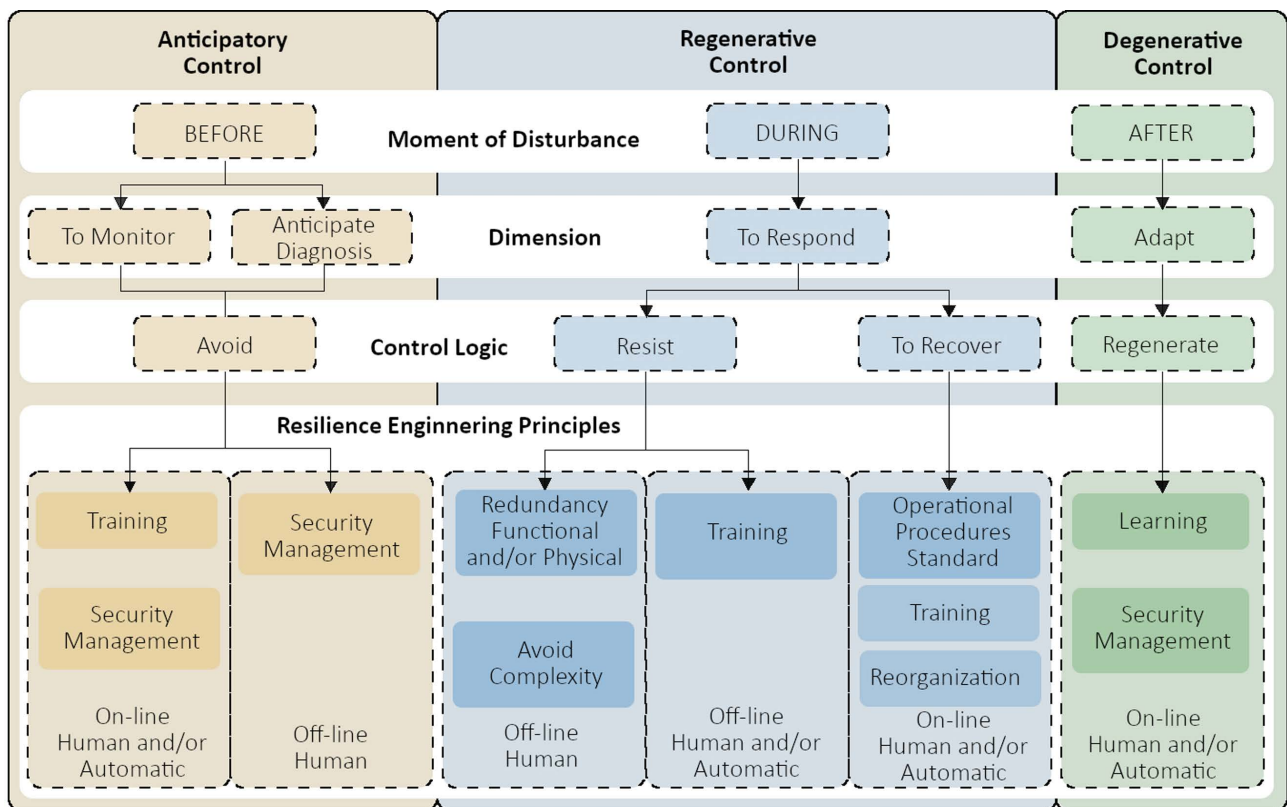 Anticipatory
Control
Regenerative
Control
Degenerative
Control
BEFORE
Moment of Disturbance
DURING
AFTER
To Monitor
Anticipate
Diagnosis
Dimension
To Respond
Adapt
Avoid
Control Logic
Resist
To Recover
Regenerate
Resilience Enginnering Principles
Training
Security
Management
On-line
Human and/or
Automatic
Security
Management
Off-line
Human
Redundancy
Functional
and/or Physical
Avoid
Complexity
Off-line
Human
Training
Off-line
Human and/or
Automatic
Operational
Procedures
Standard
Training
Reorganization
On-line
Human and/or
Automatic
Learning
Security
Management
On-line
Human and/or
Automatic